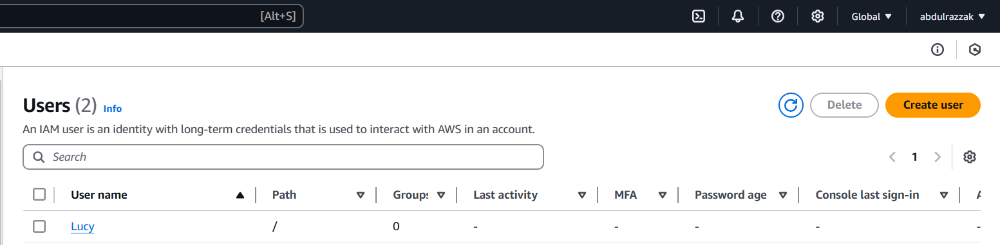 [Alt+S] Global abdulrazzak
Users (2) Info
Delete Create user
An IAM user is an identity with long-term credentials that is used to interact with AWS in an account.
Search
1
User name Path Groups Last activity MFA Password age Console last sign-in
Lucy / 0 - - - - -